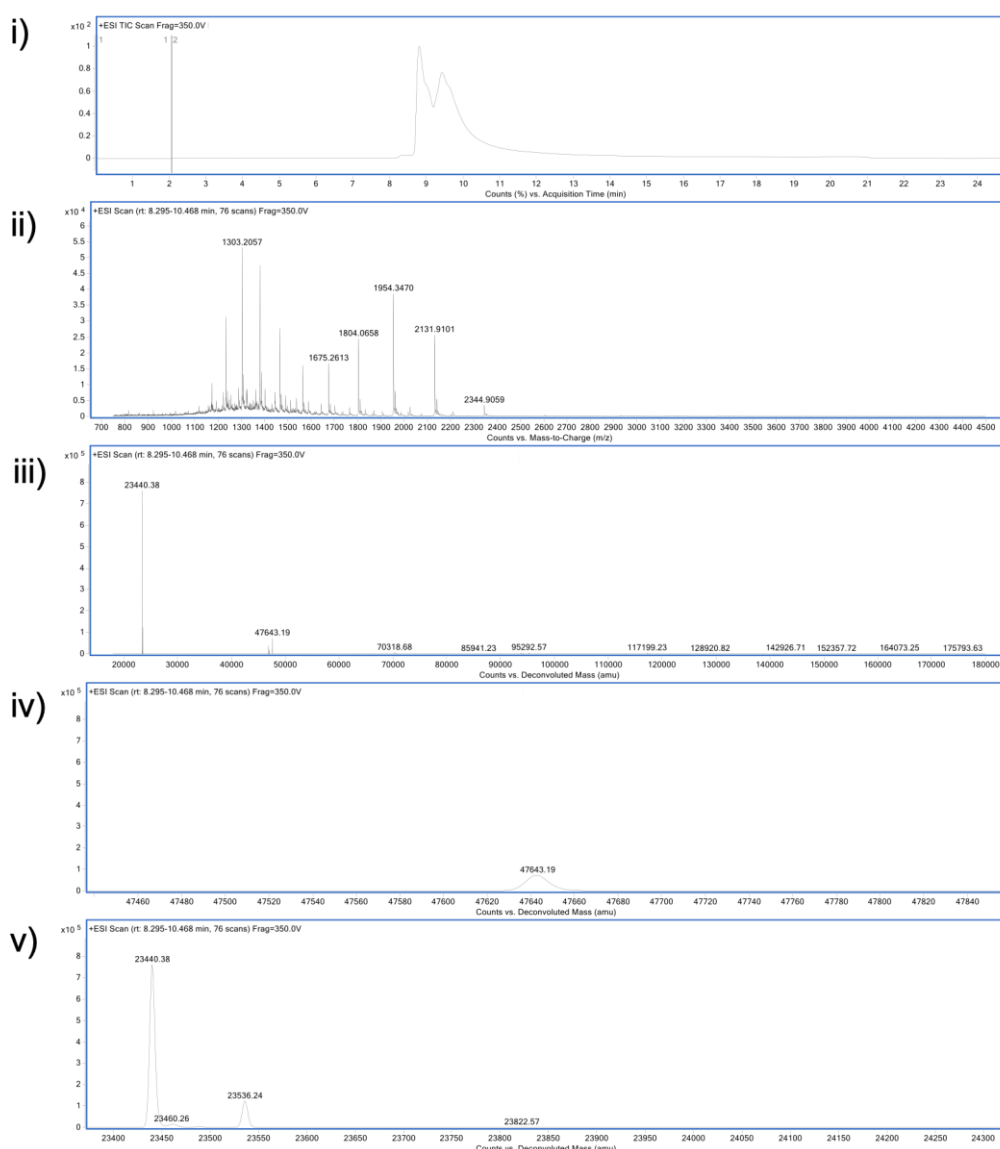 i)
+ESI TIC Scan Frag=350.0V
x10 2
1 1 2
1
0.8
0.6
0.4
0.2
0
1 2 3 4 5 6 7 8 9 10 11 12 13 14 15 16 17 18 19 20 21 22 23 24
Counts (%) vs. Acquisition Time (min)
ii)
+ESI Scan (rt: 8.295-10.468 min, 76 scans) Frag=350.0V
x10 4
6
5.5
5
4.5
4
3.5
3
2.5
2
1.5
1
0.5
0
1303.2057
1954.3470
1804.0658
2131.9101
1675.2613
2344.9059
700 800 900 1000 1100 1200 1300 1400 1500 1600 1700 1800 1900 2000 2100 2200 2300 2400 2500 2600 2700 2800 2900 3000 3100 3200 3300 3400 3500 3600 3700 3800 3900 4000 4100 4200 4300 4400 4500
Counts vs. Mass-to-Charge (m/z)
iii)
+ESI Scan (rt: 8.295-10.468 min, 76 scans) Frag=350.0V
x10 5
8
7
6
5
4
3
2
1
0
23440.38
47643.19
70318.68
85941.23
95292.57
117199.23
128920.82
142926.71
152357.72
164073.25
175793.63
20000 30000 40000 50000 60000 70000 80000 90000 100000 110000 120000 130000 140000 150000 160000 170000 180000
Counts vs. Deconvoluted Mass (amu)
iv)
+ESI Scan (rt: 8.295-10.468 min, 76 scans) Frag=350.0V
x10 5
8
7
6
5
4
3
2
1
0
47643.19
47460 47480 47500 47520 47540 47560 47580 47600 47620 47640 47660 47680 47700 47720 47740 47760 47780 47800 47820 47840
Counts vs. Deconvoluted Mass (amu)
v)
+ESI Scan (rt: 8.295-10.468 min, 76 scans) Frag=350.0V
x10 5
8
7
6
5
4
3
2
1
0
23440.38
23460.26
23536.24
23822.57
23400 23450 23500 23550 23600 23650 23700 23750 23800 23850 23900 23950 24000 24050 24100 24150 24200 24250 24300
Counts vs. Deconvoluted Mass (amu)